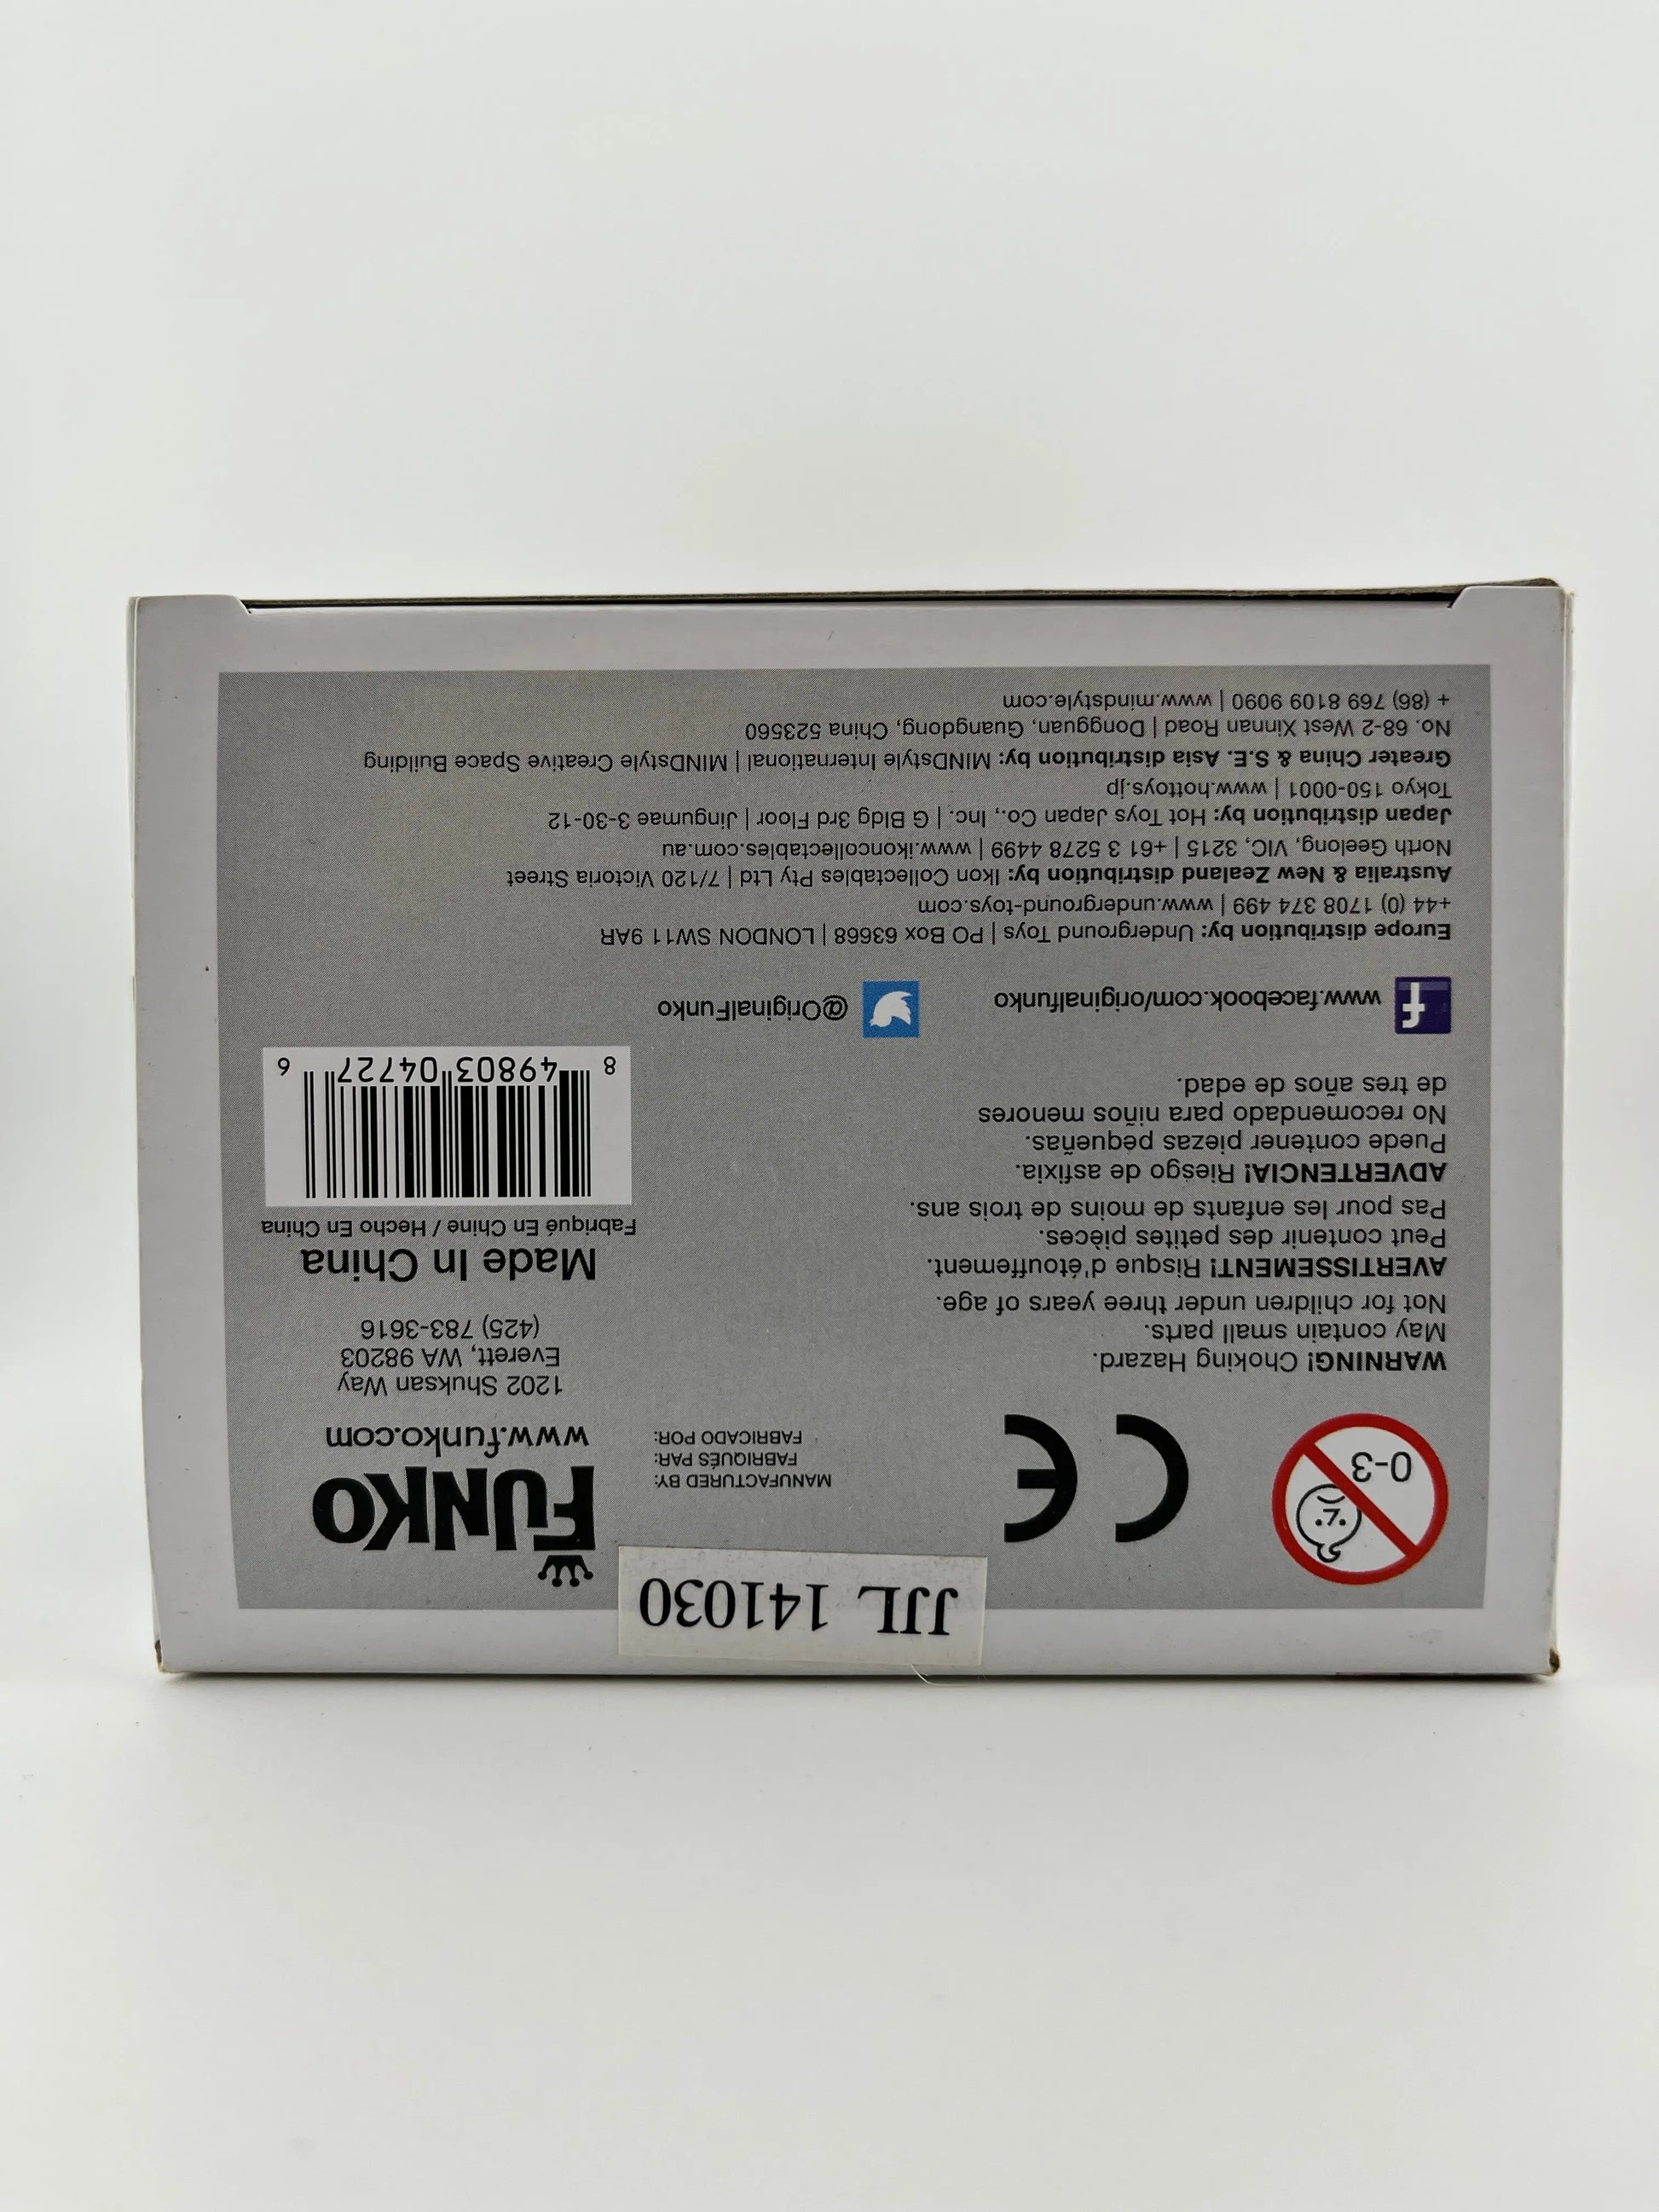 JJL 141030
0-3
CE
MANUFACTURED BY:
FABRIQUÉS PAR:
FABRICADO POR:
FUNKO
www.funko.com
1202 Shuksan Way
Everett, WA 98203
(425) 783-3616
WARNING! Choking Hazard.
May contain small parts.
Not for children under three years of age.
AVERTISSEMENT! Risque d'étouffement.
Peut contenir des petites pièces.
Pas pour les enfants de moins de trois ans.
ADVERTENCIA! Riesgo de asfixia.
Puede contener piezas pequeñas.
No recomendado para niños menores
de tres años de edad.
Made In China
Fabriqué En Chine / Hecho En China
8 49803 04727 6
www.facebook.com/originalfunko
@OriginalFunko
Europe distribution by: Underground Toys | PO Box 63668 | LONDON SW11 9AR
+44 (0) 1708 374 499 | www.underground-toys.com
Australia & New Zealand distribution by: Ikon Collectables Pty Ltd | 7/120 Victoria Street
North Geelong, VIC, 3215 | +61 3 5278 4499 | www.ikoncollectables.com.au
Japan distribution by: Hot Toys Japan Co., Inc. | G Bldg 3rd Floor | Jingumae 3-30-12
Tokyo 150-0001 | www.hottoys.jp
Greater China & S.E. Asia distribution by: MINDstyle International | MINDstyle Creative Space Building
No. 68-2 West Xinnan Road | Dongguan, Guangdong, China 523560
+ (86) 769 8109 9090 | www.mindstyle.com